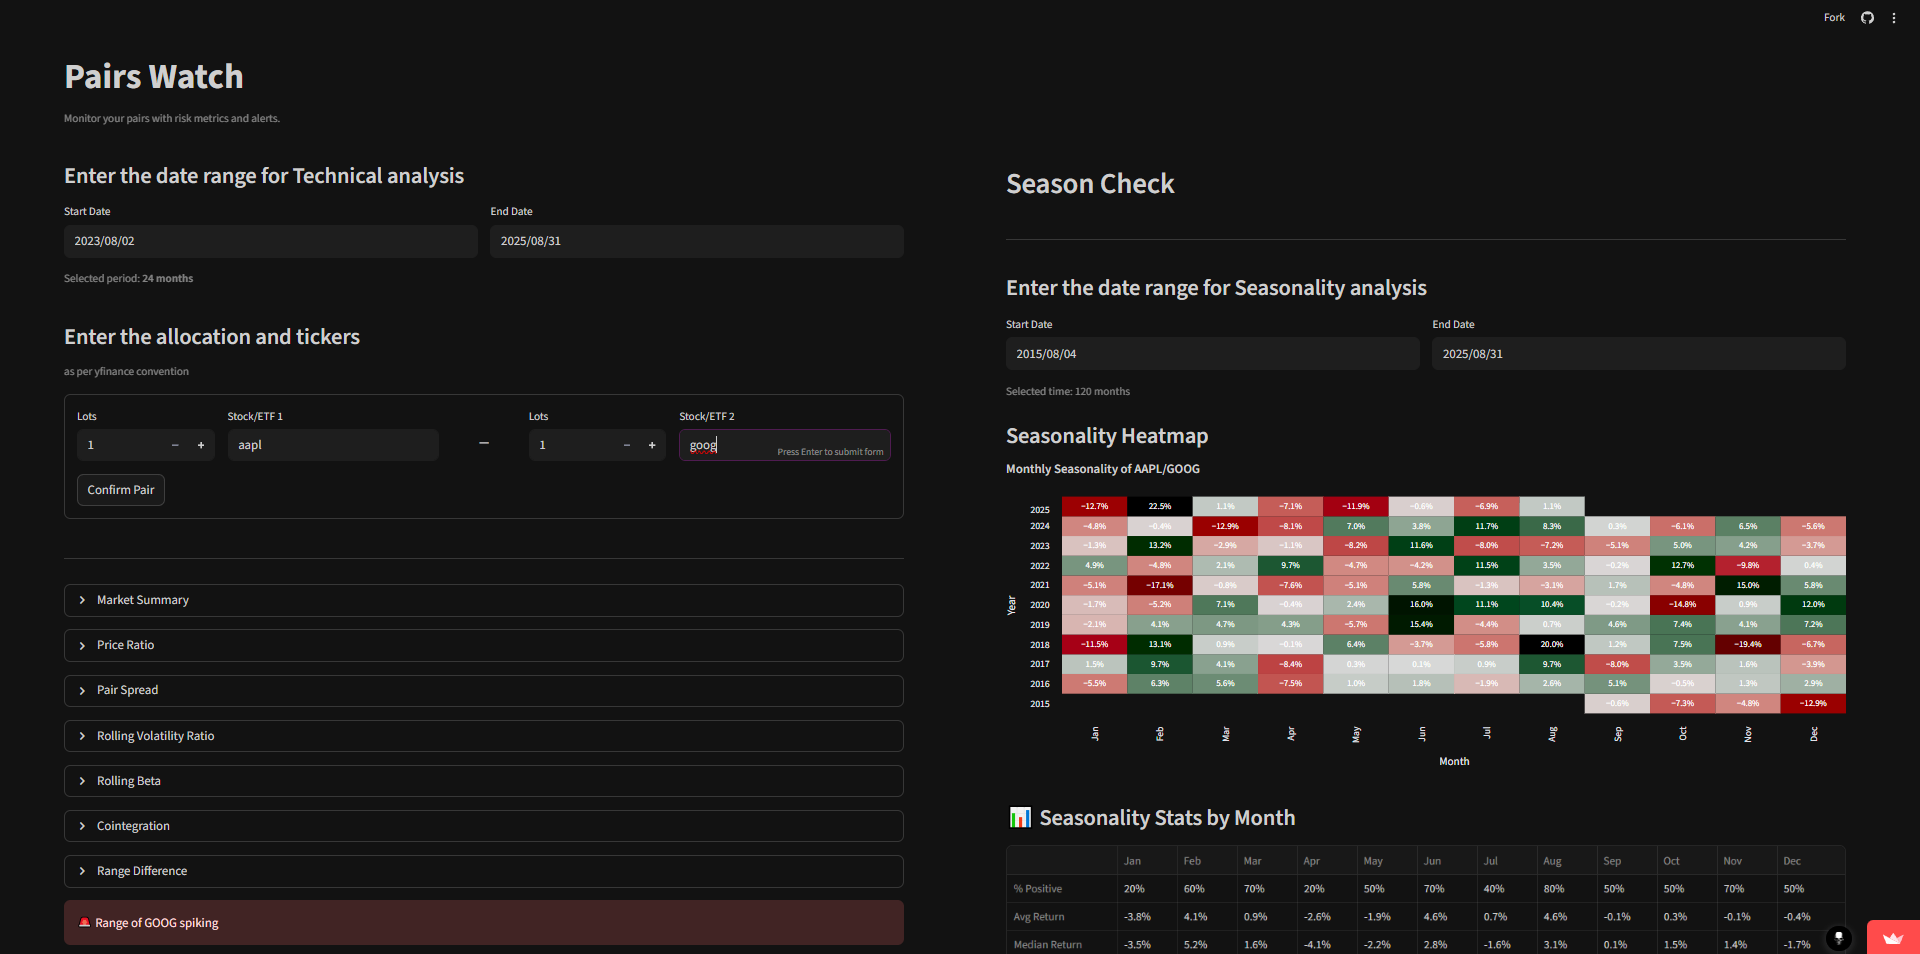 Fork
Pairs Watch
Monitor your pairs with risk metrics and alerts.
Enter the date range for Technical analysis
Start Date End Date
2023/08/02 2025/08/31
Selected period: 24 months
Enter the allocation and tickers
as per yfinance convention
Lots Stock/ETF 1 Lots Stock/ETF 2
1 − + aapl — 1 − + goog Press Enter to submit form
Confirm Pair
Market Summary
Price Ratio
Pair Spread
Rolling Volatility Ratio
Rolling Beta
Cointegration
Range Difference
Range of GOOG spiking
Season Check
Enter the date range for Seasonality analysis
Start Date End Date
2015/08/04 2025/08/31
Selected time: 120 months
Seasonality Heatmap
Monthly Seasonality of AAPL/GOOG
Year
2025 −12.7% 22.5% 1.1% −7.1% −11.9% −0.6% −6.9% 1.1%
2024 −4.8% −0.4% −12.9% −8.1% 7.0% 3.8% 11.7% 8.3% 0.3% −6.1% 6.5% −5.6%
2023 −1.3% 13.2% −2.9% −1.1% −8.2% 11.6% −8.0% −7.2% −5.1% 5.0% 4.2% −3.7%
2022 4.9% −4.8% 2.1% 9.7% −4.7% −4.2% 11.5% 3.5% −0.2% 12.7% −9.8% 0.4%
2021 −5.1% −17.1% −0.8% −7.6% −5.1% 5.8% −1.3% −3.1% 1.7% −4.8% 15.0% 5.8%
2020 −1.7% −5.2% 7.1% −0.4% 2.4% 16.0% 11.1% 10.4% −0.2% −14.8% 0.9% 12.0%
2019 −2.1% 4.1% 4.7% 4.3% −5.7% 15.4% −4.4% 0.7% 4.6% 7.4% 4.1% 7.2%
2018 −11.5% 13.1% 0.9% −0.1% 6.4% −3.7% −5.8% 20.0% 1.2% 7.5% −19.4% −6.7%
2017 1.5% 9.7% 4.1% −8.4% 0.3% 0.1% 0.9% 9.7% −8.0% 3.5% 1.6% −3.9%
2016 −5.5% 6.3% 5.6% −7.5% 1.0% 1.8% −1.9% 2.6% 5.1% −0.5% 1.3% 2.9%
2015 −0.6% −7.3% −4.8% −12.9%
Jan Feb Mar Apr May Jun Jul Aug Sep Oct Nov Dec
Month
Seasonality Stats by Month
Jan Feb Mar Apr May Jun Jul Aug Sep Oct Nov Dec
% Positive 20% 60% 70% 20% 50% 70% 40% 80% 50% 50% 70% 50%
Avg Return -3.8% 4.1% 0.9% -2.6% -1.9% 4.6% 0.7% 4.6% -0.1% 0.3% -0.1% -0.4%
Median Return -3.5% 5.2% 1.6% -4.1% -2.2% 2.8% -1.6% 3.1% 0.1% 1.5% 1.4% -1.7%